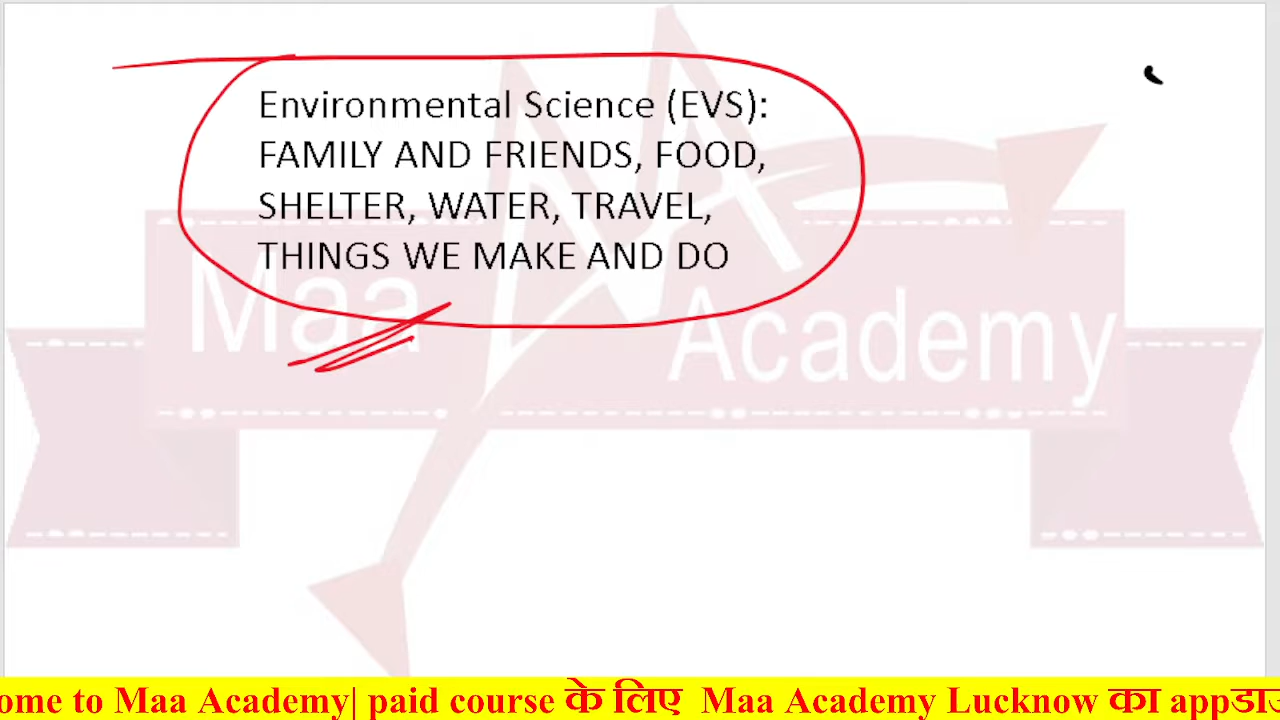 Environmental Science (EVS):
FAMILY AND FRIENDS, FOOD,
SHELTER, WATER, TRAVEL,
THINGS WE MAKE AND DO
Maa Academy
to Maa Academy| paid course के लिए Maa Academy Lucknow का app